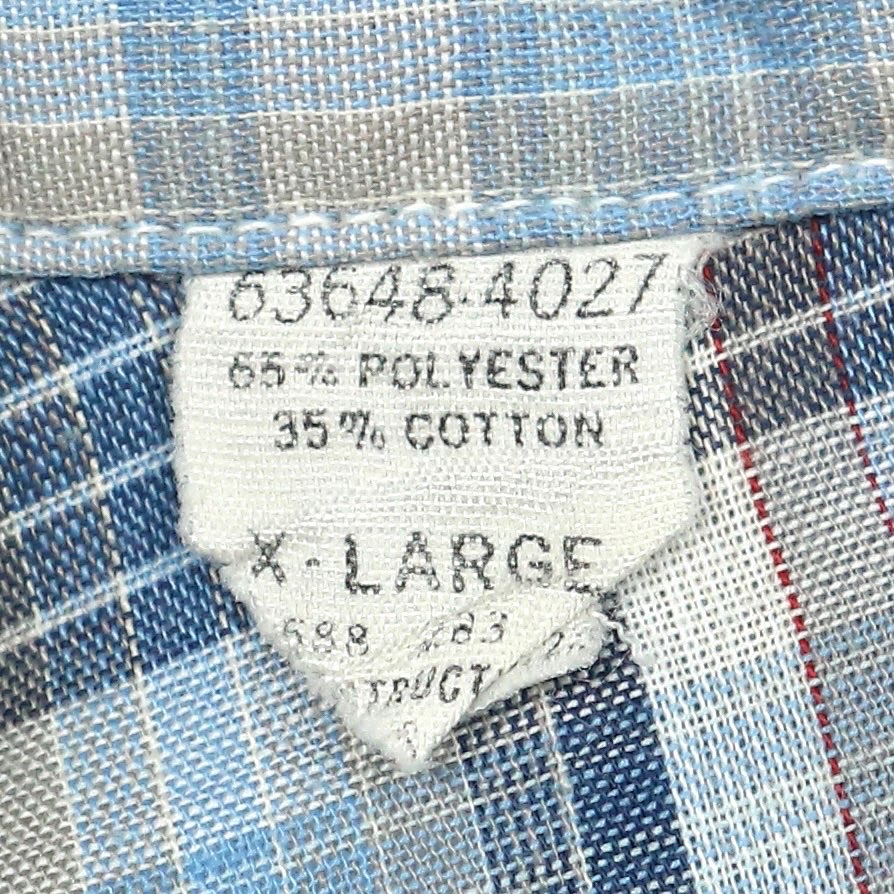 63648-4027
65% POLYESTER
35% COTTON
X-LARGE